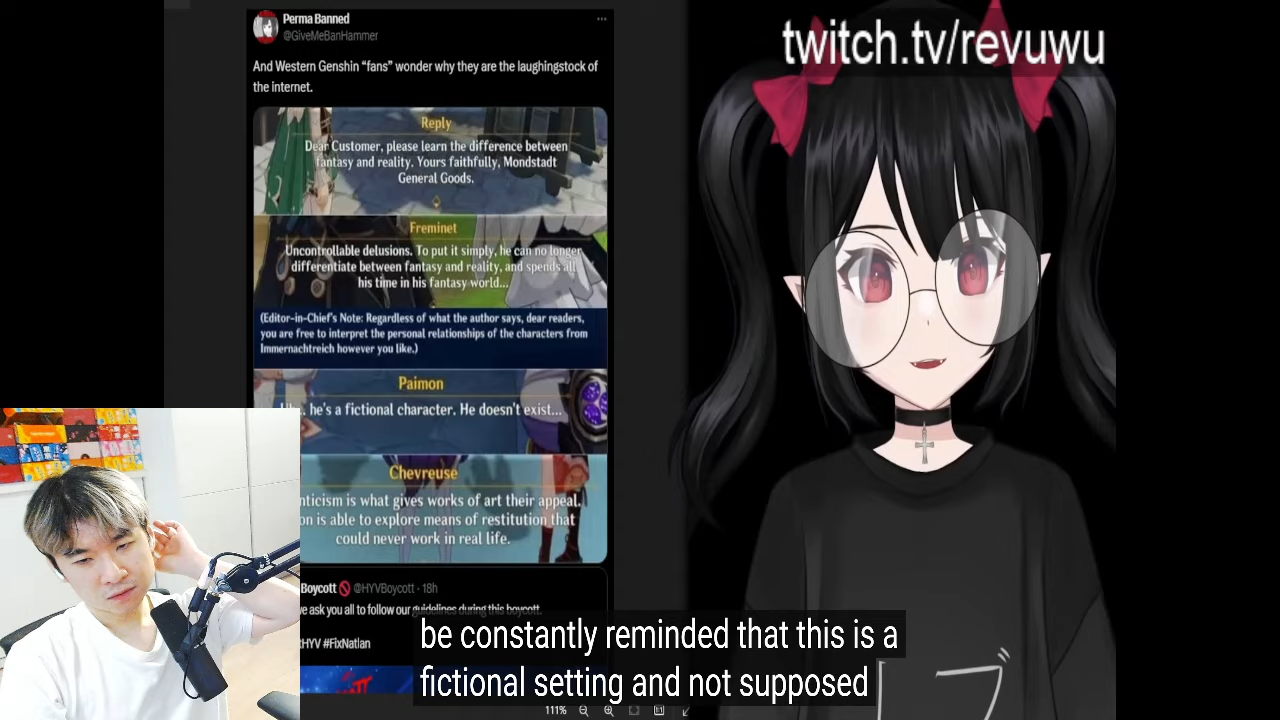 Perma Banned
@GiveMeBanHammer
twitch.tv/revuwu
And Western Genshin “fans” wonder why they are the laughingstock of
the internet.
Reply
Dear Customer, please learn the difference between
fantasy and reality. Yours faithfully, Mondstadt
General Goods.
Freminet
Uncontrollable delusions. To put it simply, he can no longer
differentiate between fantasy and reality, and spends all
his time in his fantasy world...
(Editor-in-Chief's Note: Regardless of what the author says, dear readers,
you are free to interpret the personal relationships of the characters from
Immernachtreich however you like.)
Paimon
he's a fictional character. He doesn't exist...
Chevreuse
nticism is what gives works of art their appeal.
on is able to explore means of restitution that
could never work in real life.
Boycott @HYVBoycott · 18h
e ask you all to follow our guidelines during this boycott.
HYV #FixNatlan
be constantly reminded that this is a
fictional setting and not supposed
111%